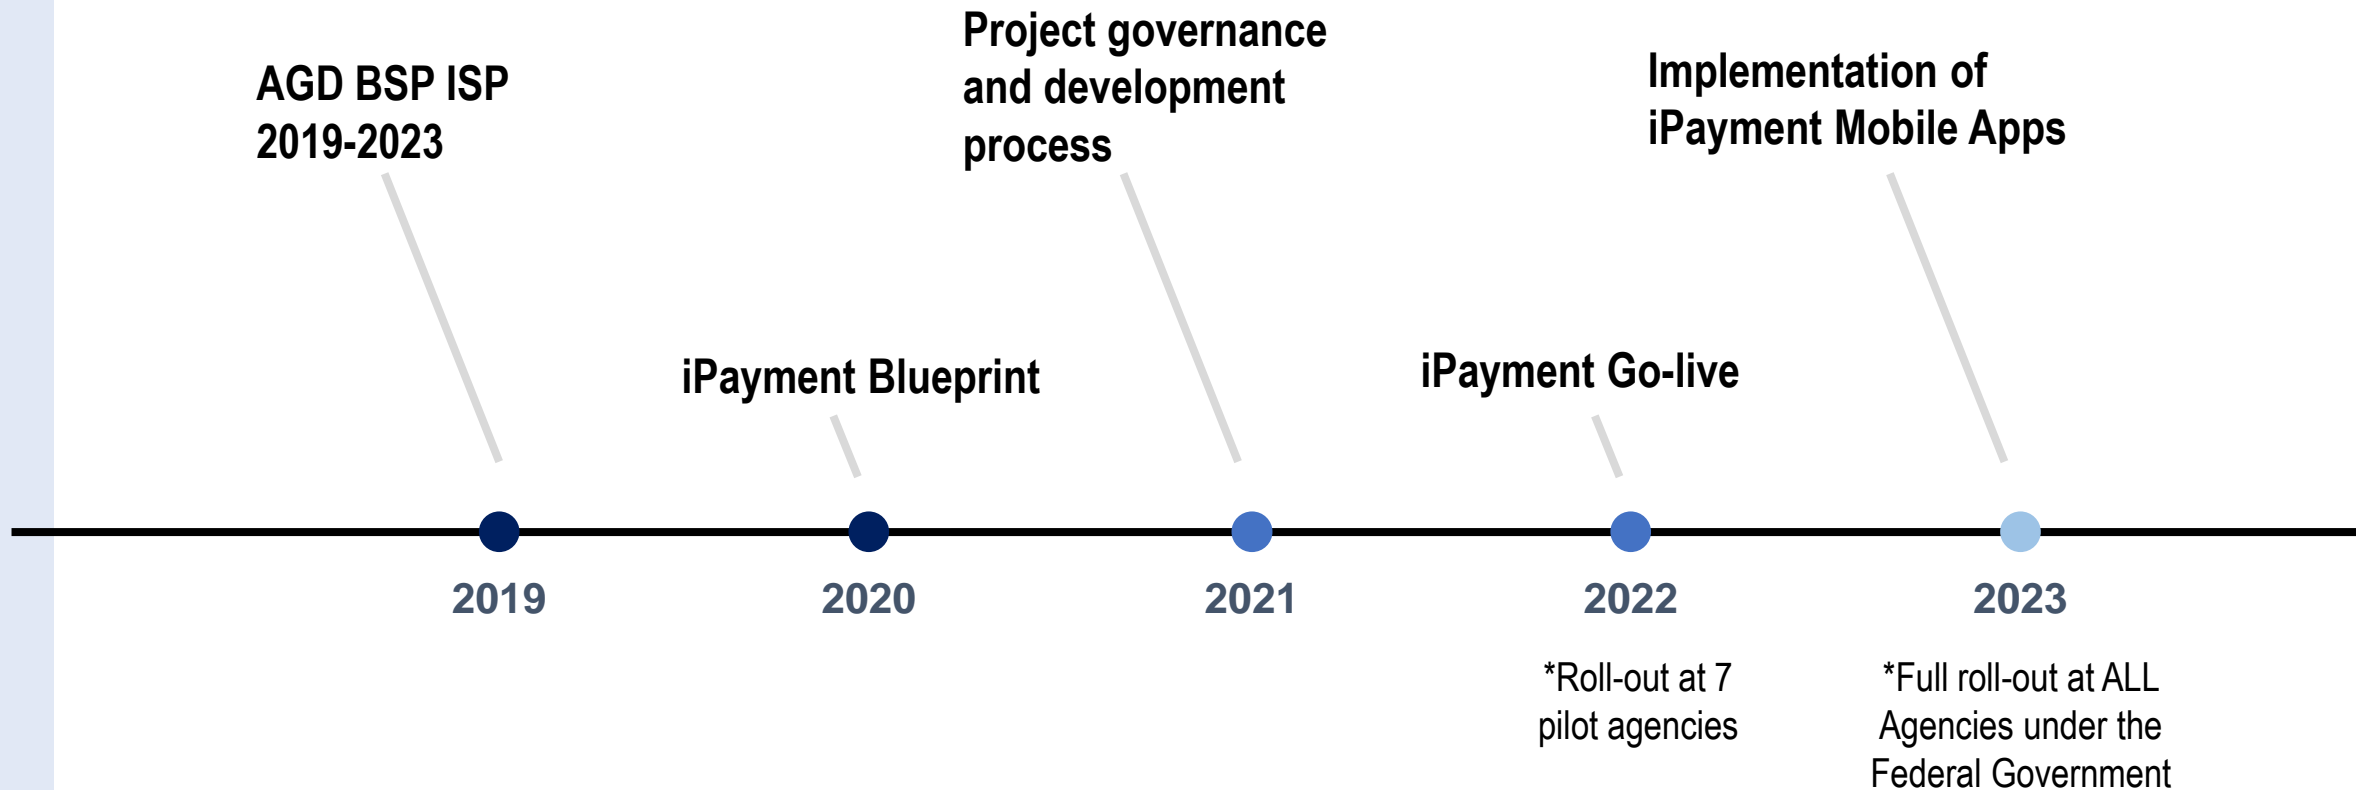 AGD BSP ISP
2019-2023
iPayment Blueprint
Project governance
and development
process
iPayment Go-live
Implementation of
iPayment Mobile Apps
2019
2020
2021
2022
2023
*Roll-out at 7
pilot agencies
*Full roll-out at ALL
Agencies under the
Federal Government